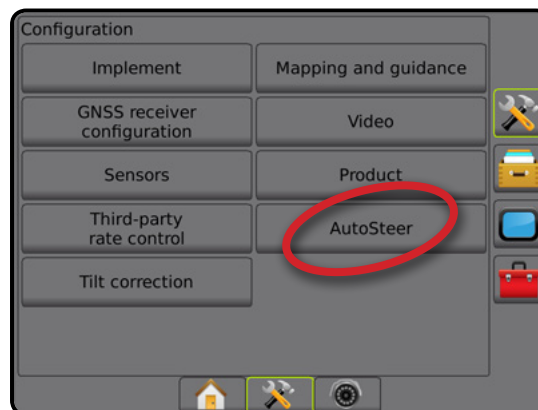 Configuration
Implement
Mapping and guidance
GNSS receiver
configuration
Video
Sensors
Product
Third-party
rate control
AutoSteer
Tilt correction